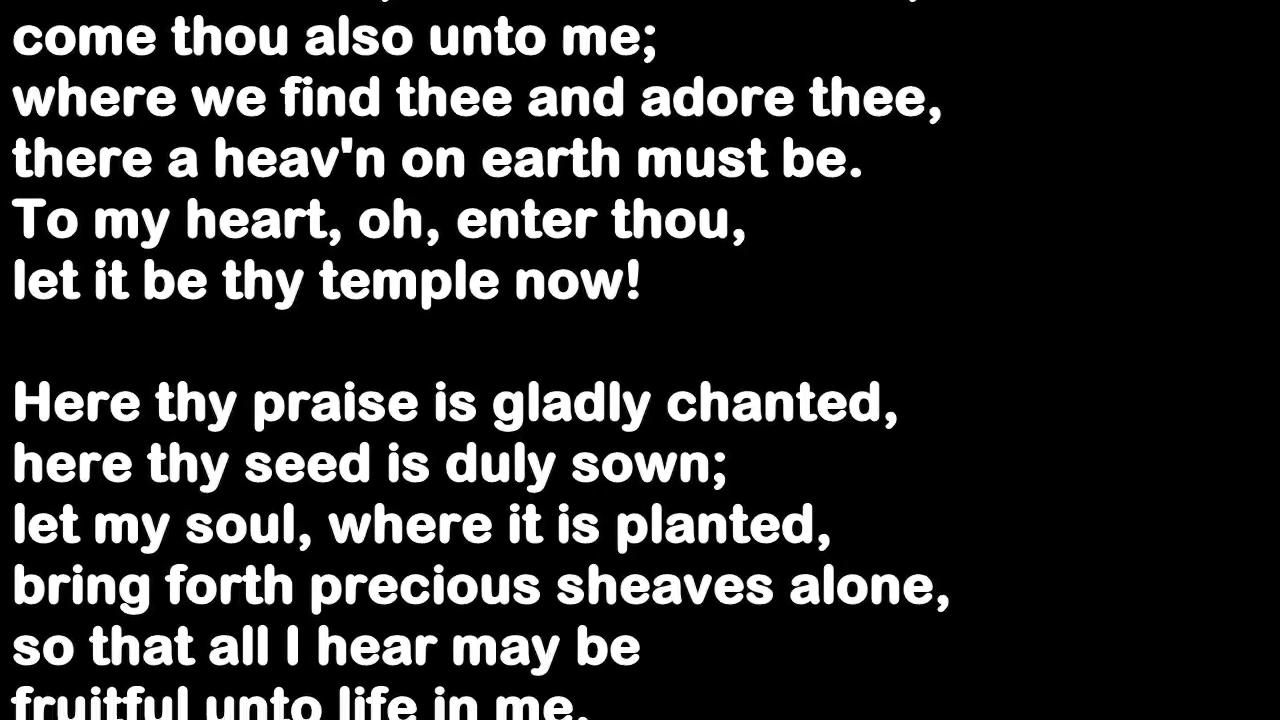 come thou also unto me;
where we find thee and adore thee,
there a heav'n on earth must be.
To my heart, oh, enter thou,
let it be thy temple now!
Here thy praise is gladly chanted,
here thy seed is duly sown;
let my soul, where it is planted,
bring forth precious sheaves alone,
so that all I hear may be
fruitful unto life in me.